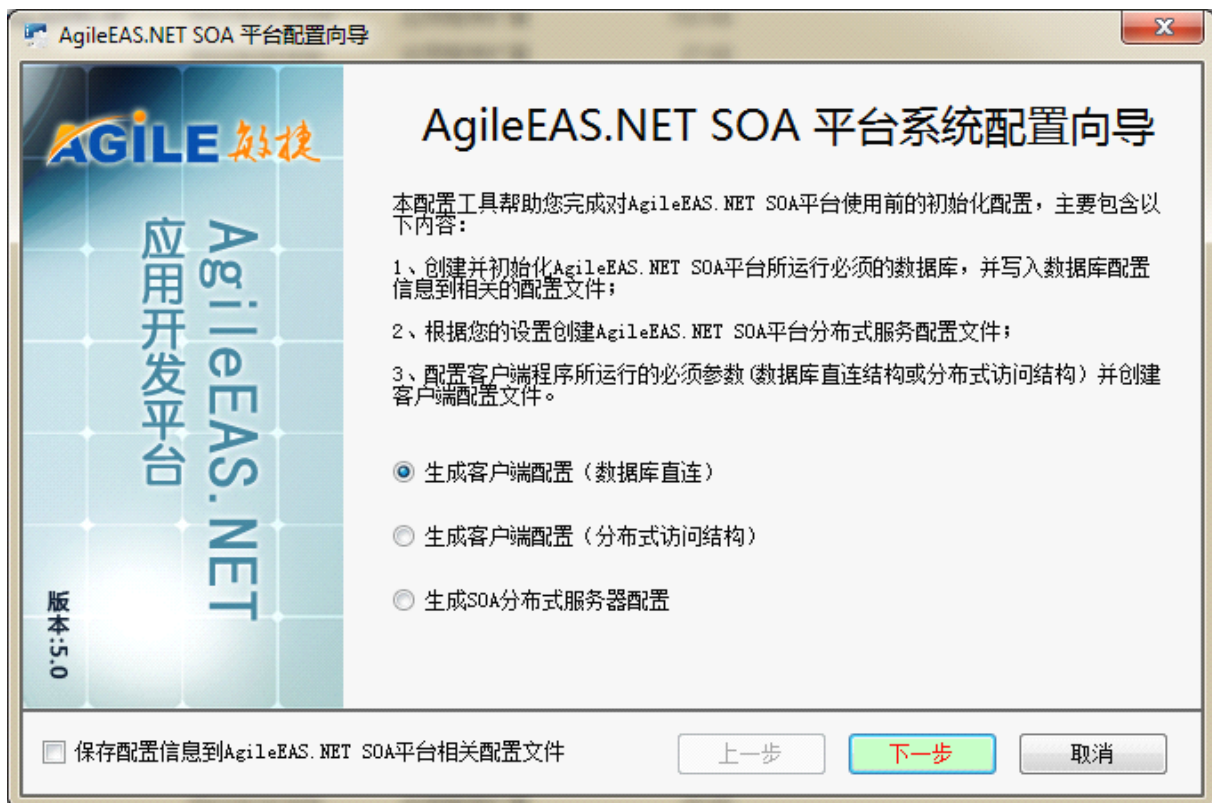 AgileEAS.NET SOA 平台配置向导
AGiLE 敏捷
AgileEAS.NET
应用开发平台
版本:5.0
AgileEAS.NET SOA 平台系统配置向导
本配置工具帮助您完成对AgileEAS.NET SOA平台使用前的初始化配置，主要包含以
下内容：
1、创建并初始化AgileEAS.NET SOA平台所运行必须的数据库，并写入数据库配置
信息到相关的配置文件；
2、根据您的设置创建AgileEAS.NET SOA平台分布式服务配置文件；
3、配置客户端程序所运行的必须参数(数据库直连结构或分布式访问结构）并创建
客户端配置文件。
生成客户端配置（数据库直连）
生成客户端配置（分布式访问结构）
生成SOA分布式服务器配置
保存配置信息到AgileEAS.NET SOA平台相关配置文件
上一步
下一步
取消